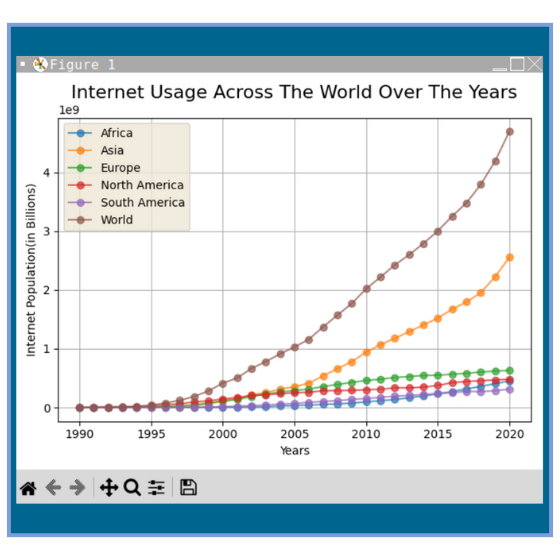 Figure 1
Internet Usage Across The World Over The Years
1e9
Africa
Asia
Europe
North America
South America
World
Internet Population(in Billions)
4
3
2
1
0
1990 1995 2000 2005 2010 2015 2020
Years